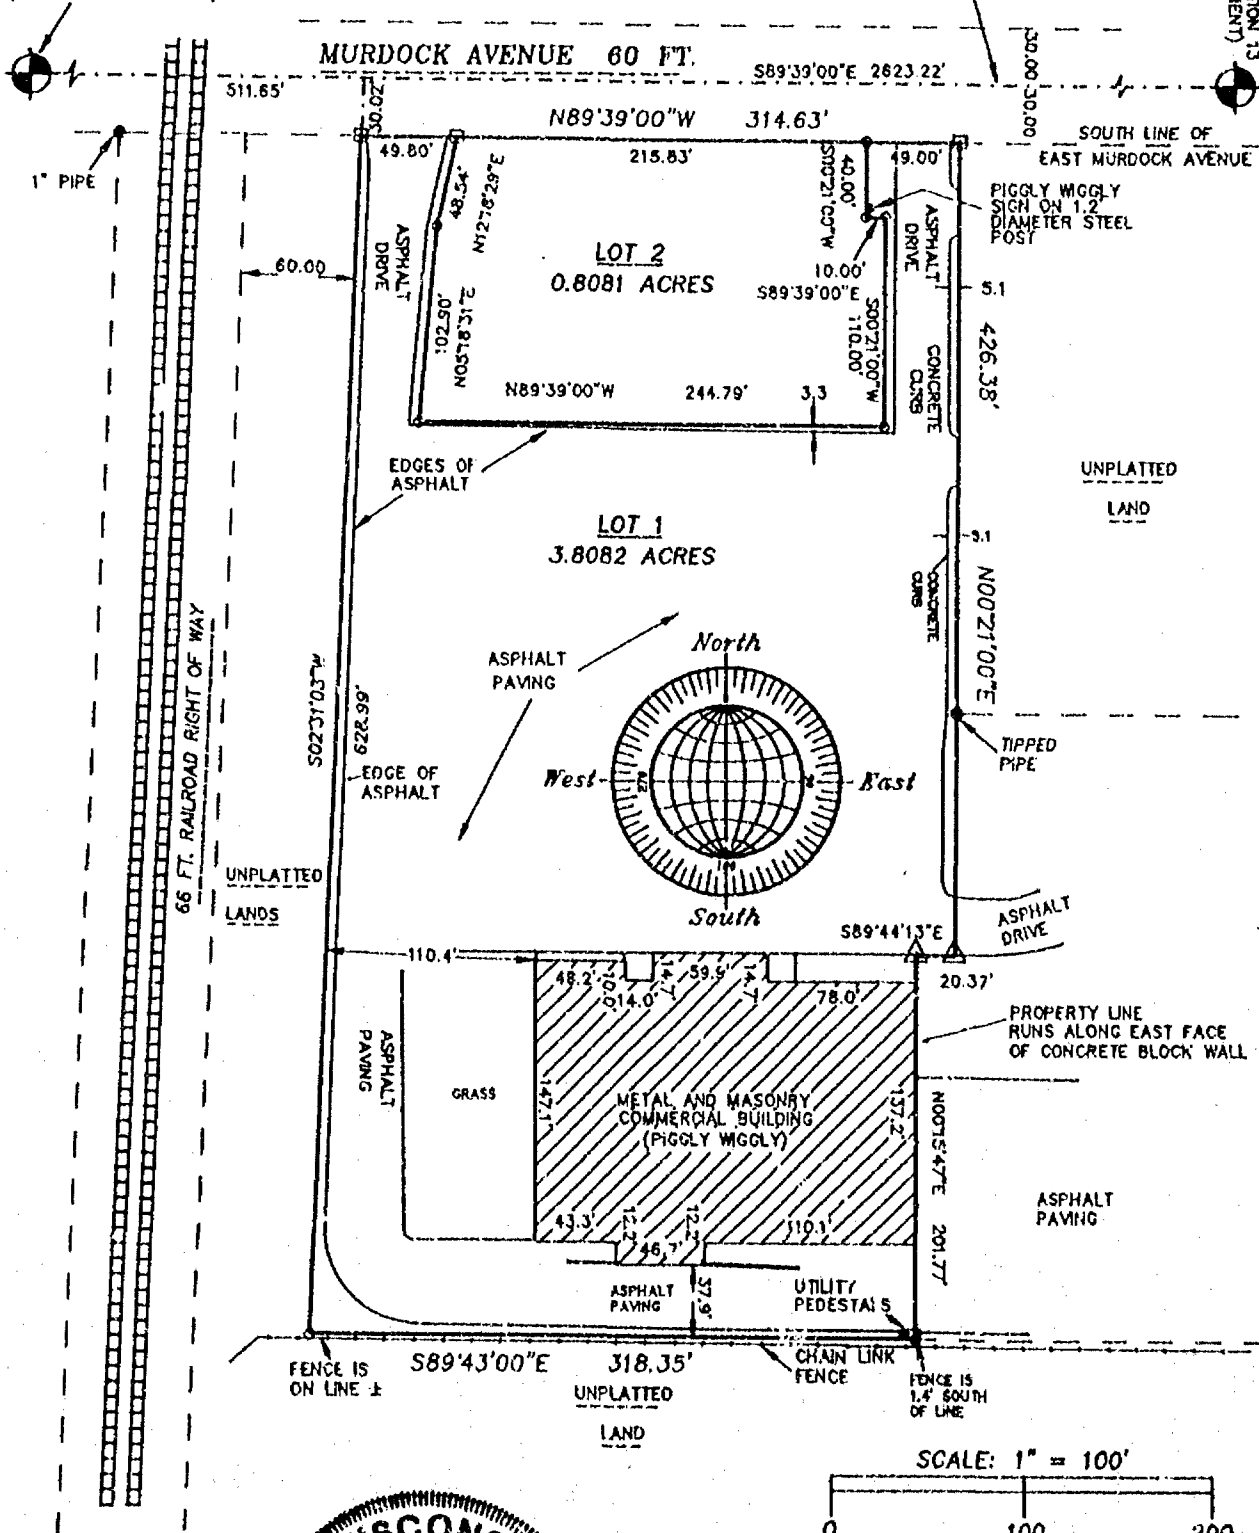 TON 13
MENT)
MURDOCK AVENUE 60 FT.
S89°39'00"E 2623.22'
511.65'
30.00 30.00
N89°39'00"W 314.63'
SOUTH LINE OF
EAST MURDOCK AVENUE
1" PIPE
49.80'
215.83'
49.00'
48.54'
N12°18'29"E
40.00'
S00°21'00"W
PIGGLY WIGGLY
SIGN ON 1.2'
DIAMETER STEEL
POST
ASPHALT
DRIVE
LOT 2
0.8081 ACRES
ASPHALT
DRIVE
60.00
10.00'
S89°39'00"E
5.1
102.90'
N05°18'31"E
S00°21'00"W
110.00'
426.38'
CONCRETE
CURB
N89°39'00"W 244.79' 3.3
EDGES OF
ASPHALT
UNPLATTED
LAND
LOT 1
3.8082 ACRES
CONCRETE
CURB
N00°21'00"E
66 FT. RAILROAD RIGHT OF WAY
ASPHALT
PAVING
North
S02°31'03"W
628.99'
West
East
270
South
TIPPED
PIPE
EDGE OF
ASPHALT
UNPLATTED
LANDS
ASPHALT
DRIVE
S89°44'13"E
110.4'
20.37'
48.2'
10.0'
14.0'
14.7'
59.9'
14.7'
78.0'
PROPERTY LINE
RUNS ALONG EAST FACE
OF CONCRETE BLOCK WALL
ASPHALT
PAVING
GRASS
147.1'
METAL AND MASONRY
COMMERCIAL BUILDING
(PIGGLY WIGGLY)
137.2'
N00°15'47"E 201.77'
ASPHALT
PAVING
43.3'
12.2'
46.7'
12.2'
110.1'
ASPHALT
PAVING
37.9'
UTILITY
PEDESTALS
FENCE IS
ON LINE ±
S89°43'00"E 318.35'
CHAIN LINK
FENCE
FENCE IS
1.4' SOUTH
OF LINE
UNPLATTED
LAND
SCALE: 1" = 100'
0 100 200